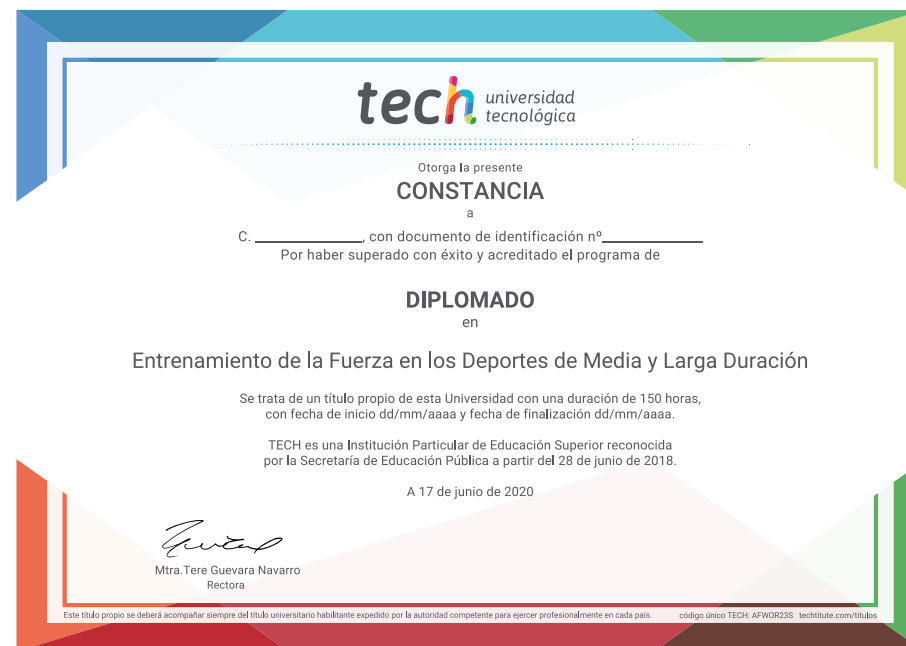 tech universidad
tecnológica
Otorga la presente
CONSTANCIA
a
C. ____________, con documento de identificación nº____________
Por haber superado con éxito y acreditado el programa de
DIPLOMADO
en
Entrenamiento de la Fuerza en los Deportes de Media y Larga Duración
Se trata de un título propio de esta Universidad con una duración de 150 horas,
con fecha de inicio dd/mm/aaaa y fecha de finalización dd/mm/aaaa.
TECH es una Institución Particular de Educación Superior reconocida
por la Secretaría de Educación Pública a partir del 28 de junio de 2018.
A 17 de junio de 2020
Mtra.Tere Guevara Navarro
Rectora
Este título propio se deberá acompañar siempre del título universitario habilitante expedido por la autoridad competente para ejercer profesionalmente en cada país. código único TECH: AFWOR23S techtitute.com/títulos